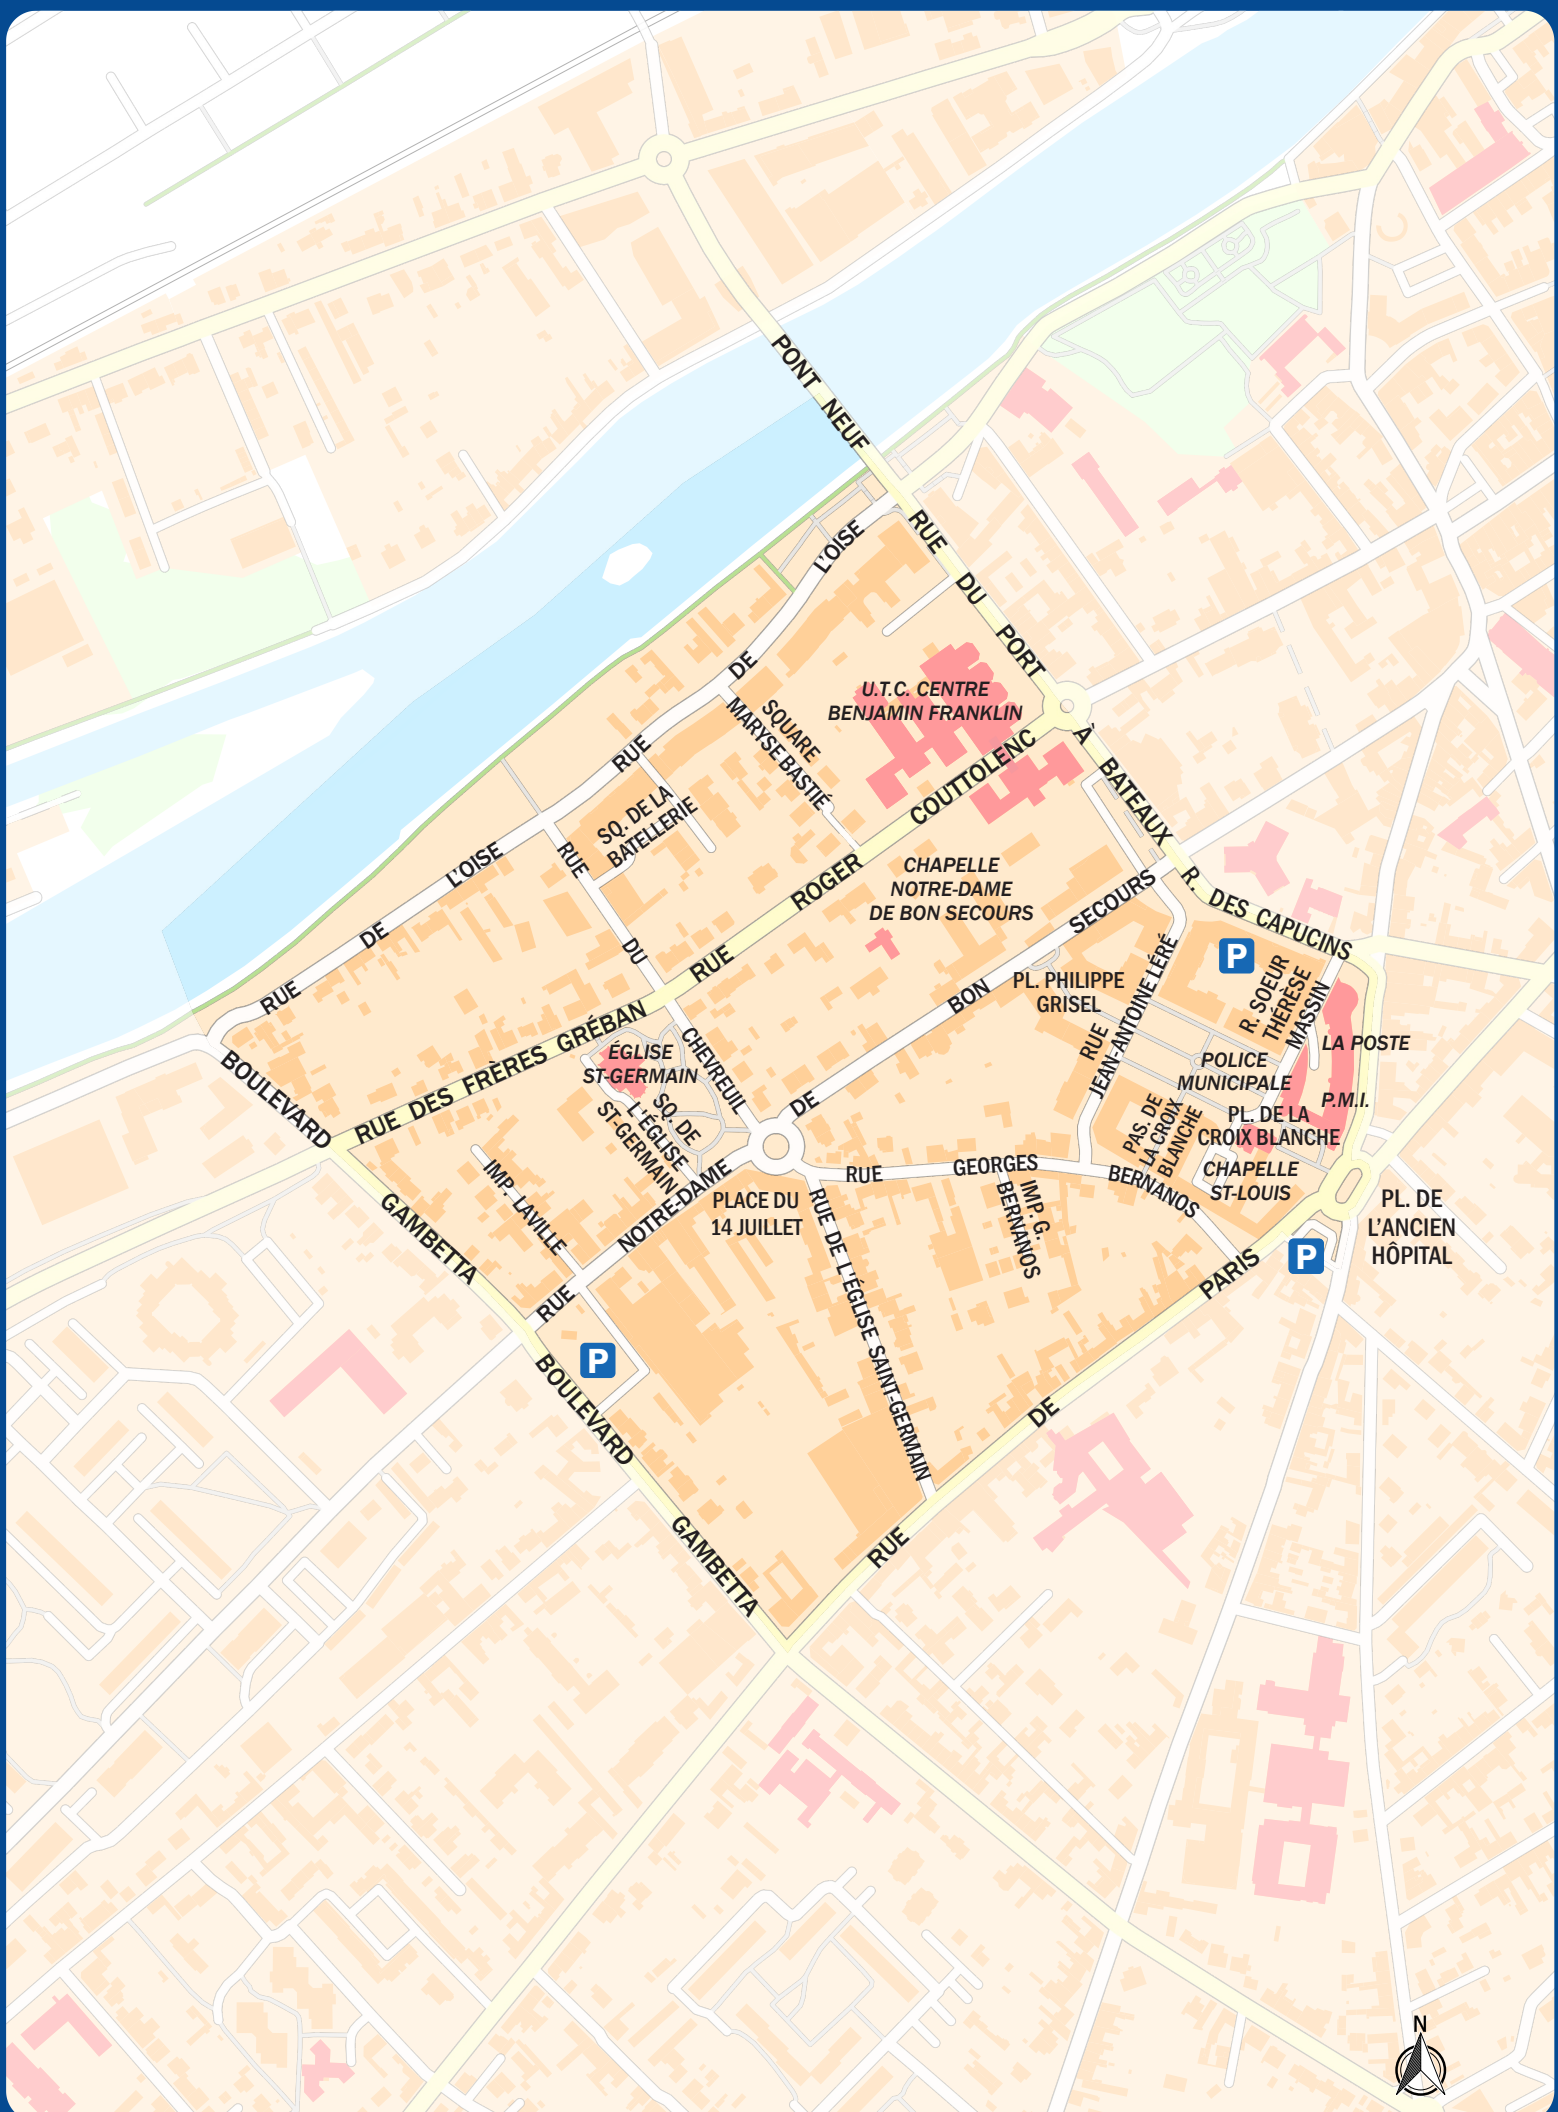 PONT NEUF
RUE DU PORT À BATEAUX
L'OISE
DE
RUE
U.T.C. CENTRE
BENJAMIN FRANKLIN
SQUARE
MARYSE BASTIÉ
COUTTOLENC
ROGER
RUE
SQ. DE LA
BATELLERIE
RUE
DU
CHEVREUIL
L'OISE
DE
RUE
CHAPELLE
NOTRE-DAME
DE BON SECOURS
SECOURS
BON
DE
NOTRE-DAME
RUE
R. DES CAPUCINS
P
PL. PHILIPPE
GRISEL
RUE
JEAN-ANTOINE LÉRÉ
R. SOEUR
THÉRÈSE
MASSIN
LA POSTE
POLICE
MUNICIPALE
P.M.I.
PL. DE LA
CROIX BLANCHE
PAS. DE
LA CROIX
BLANCHE
CHAPELLE
ST-LOUIS
RUE DES FRÈRES GRÉBAN
ÉGLISE
ST-GERMAIN
SQ. DE
L'ÉGLISE
ST-GERMAIN
BOULEVARD
GAMBETTA
IMP. LAVILLE
PLACE DU
14 JUILLET
RUE GEORGES BERNANOS
IMP. G.
BERNANOS
PL. DE
L'ANCIEN
HÔPITAL
P
RUE DE L'ÉGLISE SAINT-GERMAIN
PARIS
DE
RUE
P
BOULEVARD
GAMBETTA
N